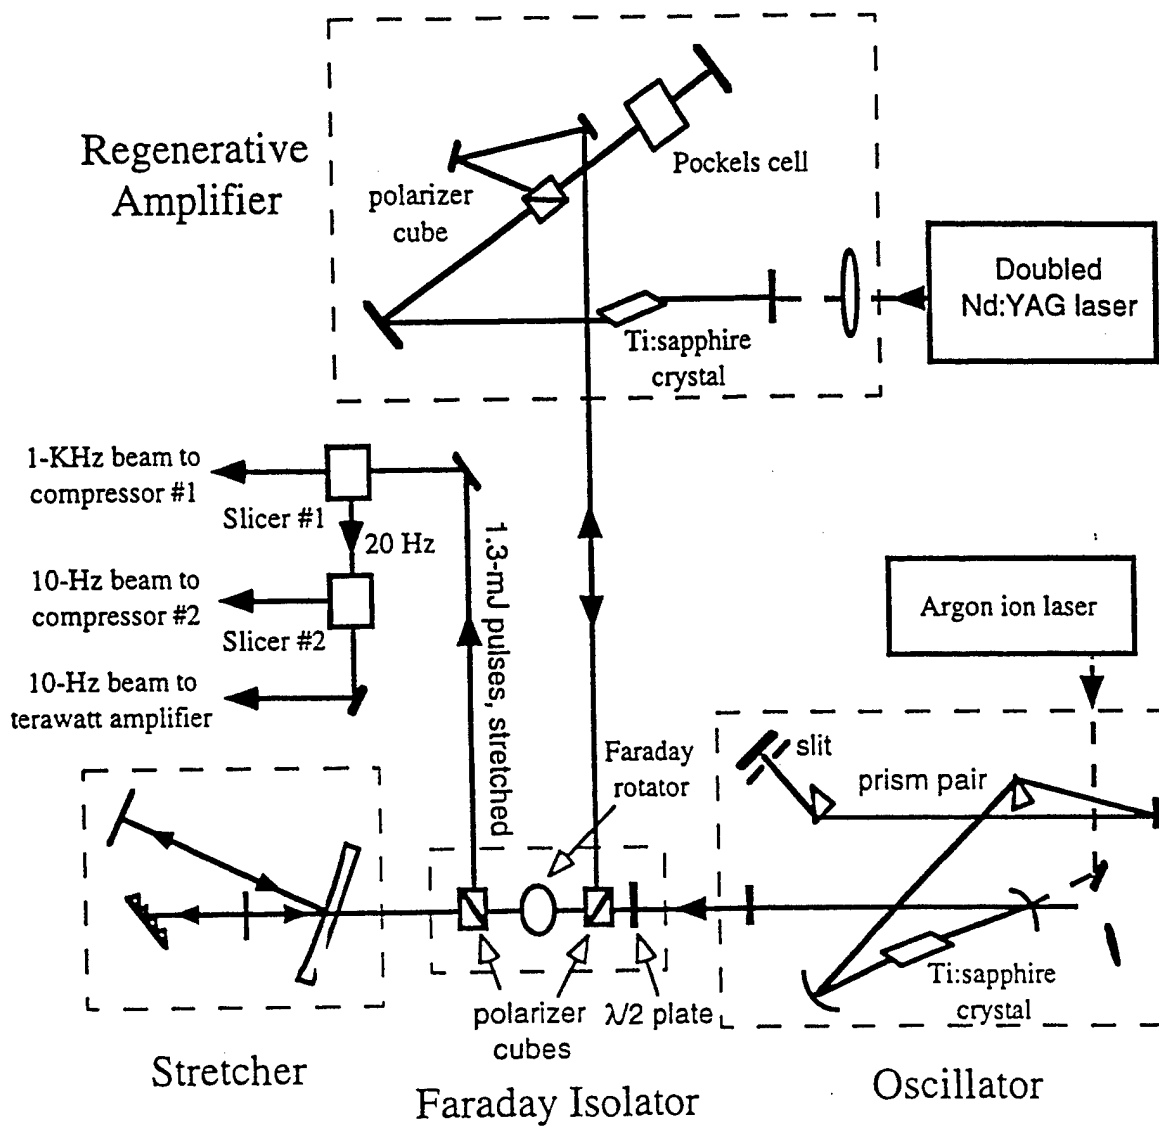 Regenerative
Amplifier
polarizer
cube
Pockels cell
Ti:sapphire
crystal
Doubled
Nd:YAG laser
1-KHz beam to
compressor #1
Slicer #1
20 Hz
10-Hz beam to
compressor #2
Slicer #2
10-Hz beam to
terawatt amplifier
1.3-mJ pulses, stretched
Faraday
rotator
Argon ion laser
slit
prism pair
Ti:sapphire
crystal
polarizer
cubes
λ/2 plate
Stretcher
Faraday Isolator
Oscillator